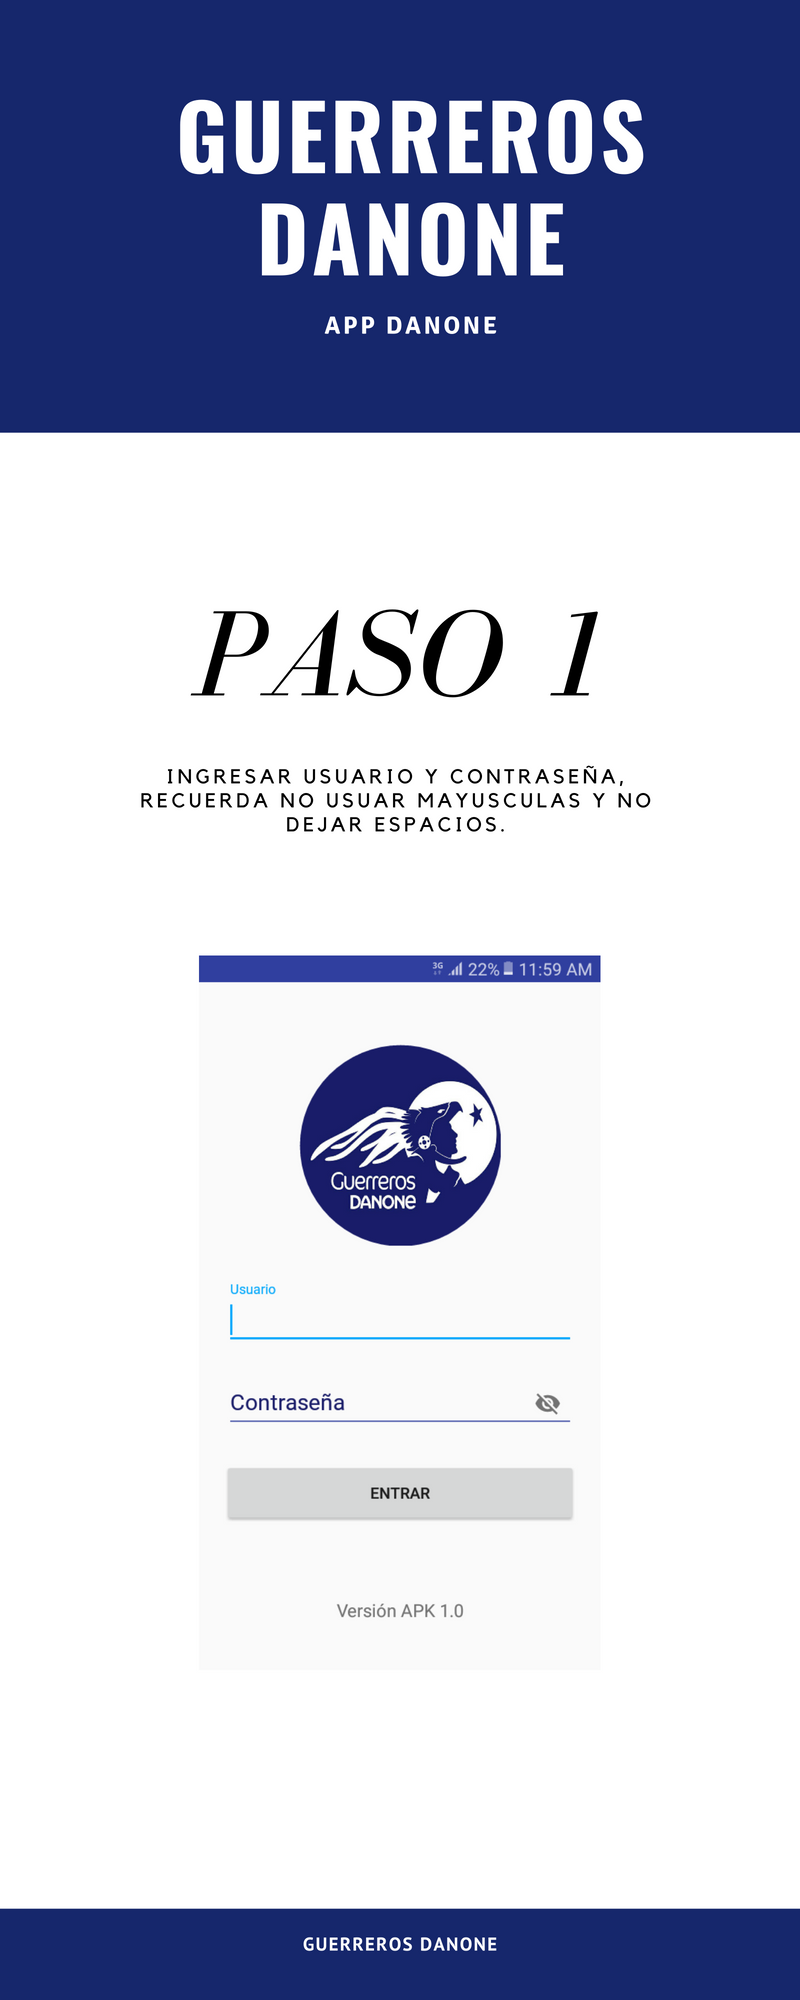 GUERREROS
DANONE
APP DANONE
PASO 1
INGRESAR USUARIO Y CONTRASEÑA,
RECUERDA NO USUAR MAYUSCULAS Y NO
DEJAR ESPACIOS.
3G 22% 11:59 AM
Guerreros
DANONE
Usuario
Contraseña
ENTRAR
Versión APK 1.0
GUERREROS DANONE